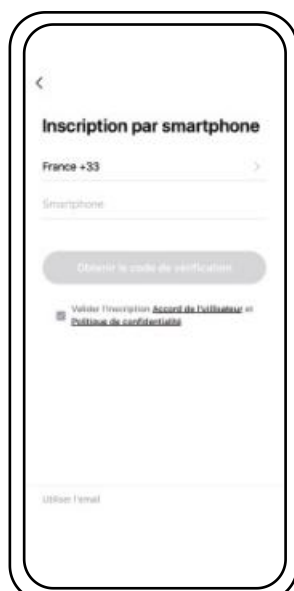 Inscription par smartphone
France +33
Smartphone
Obtenir le code de vérification
Valider l'inscription Accord de l'utilisateur et
Politique de confidentialité
Utiliser l'email